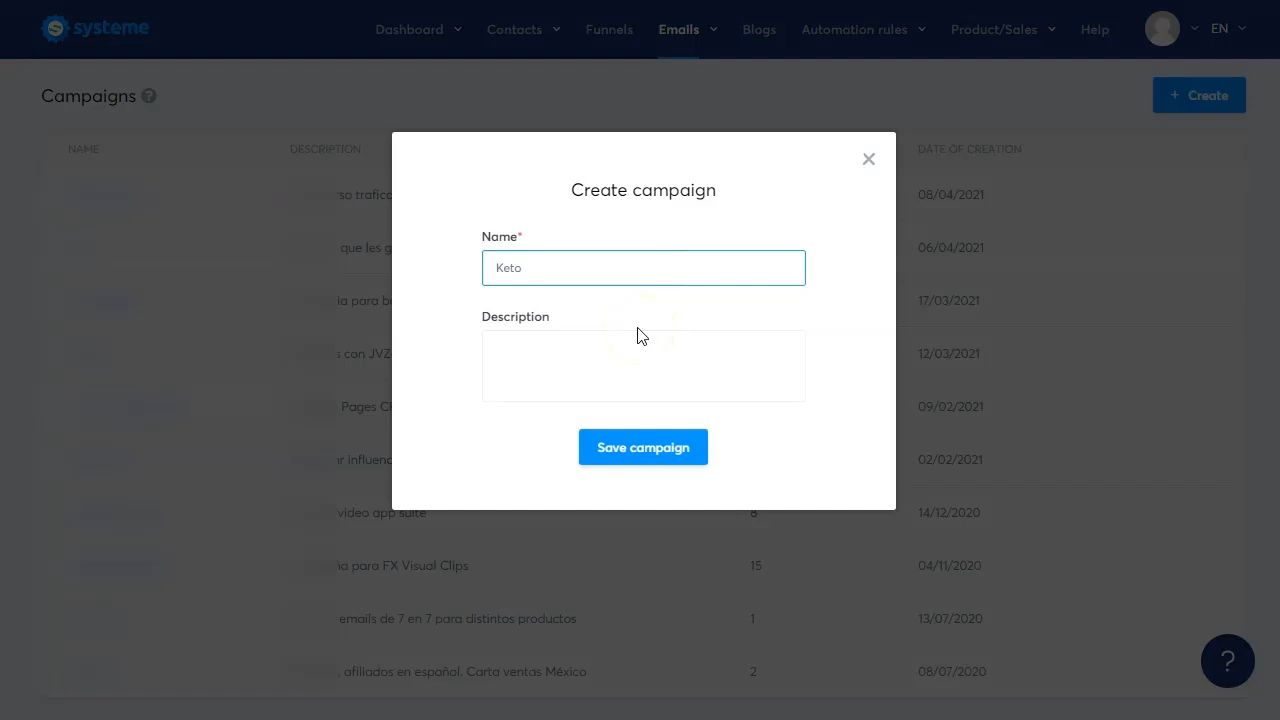 systeme
Dashboard Contacts Funnels Emails Blogs Automation rules Product/Sales Help EN
Campaigns ?
+ Create
NAME DESCRIPTION DATE OF CREATION
so trafico 08/04/2021
que les g 06/04/2021
ia para b 17/03/2021
s con JVZ 12/03/2021
Pages 09/02/2021
ar influenc 02/02/2021
video app suite 8 14/12/2020
ña para FX Visual Clips 15 04/11/2020
emails de 7 en 7 para distintos productos 1 13/07/2020
, afiliados en español. Carta ventas México 2 08/07/2020
Create campaign
Name*
Keto
Description
Save campaign
?